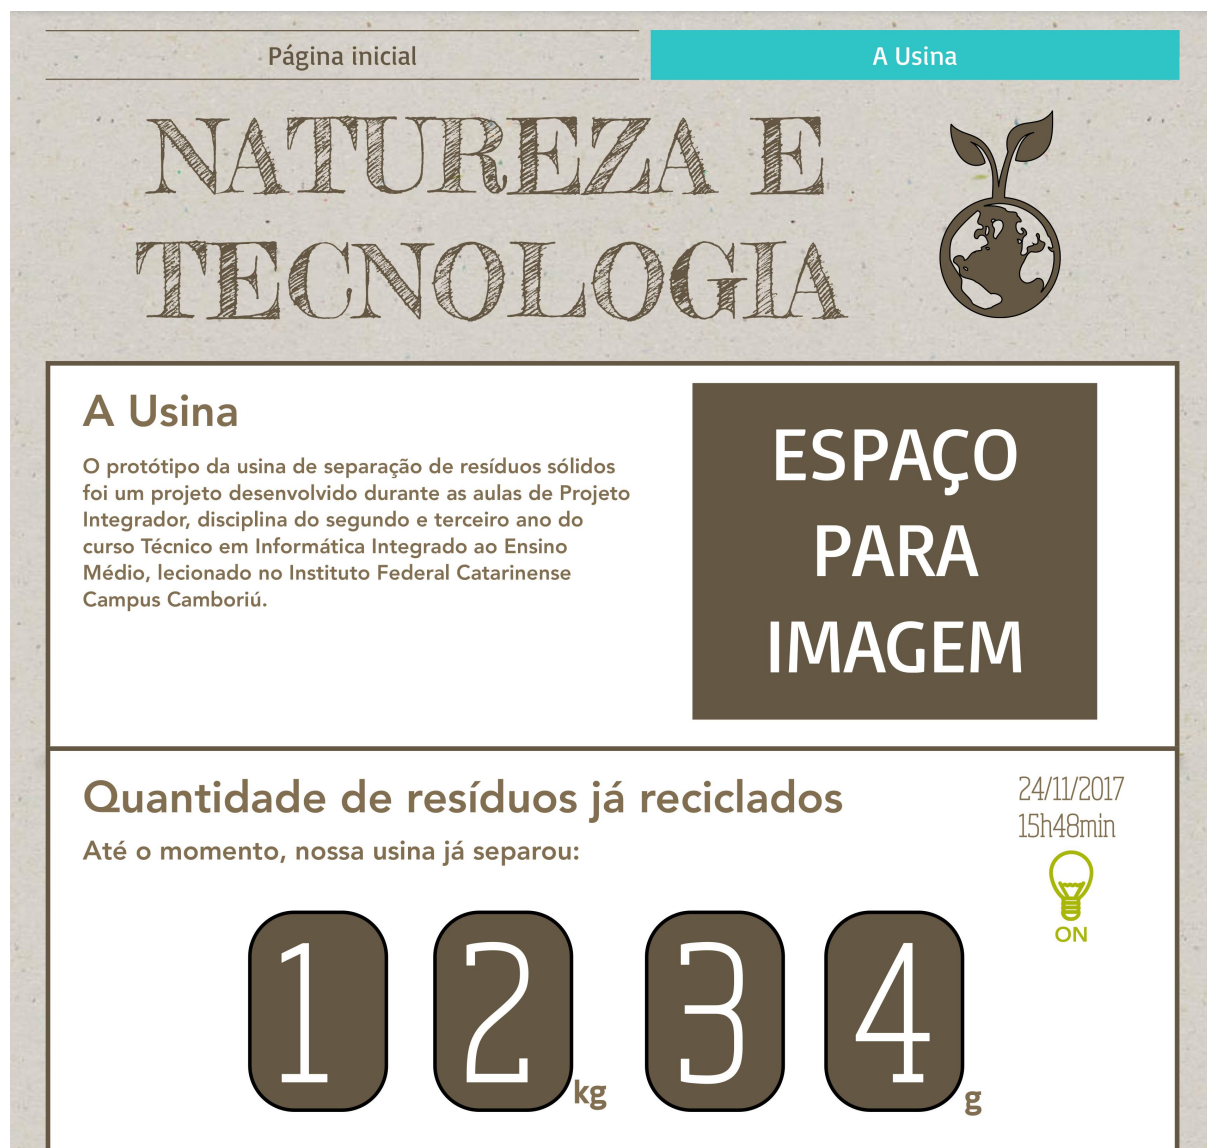 Página inicial
A Usina
NATUREZA E
TECNOLOGIA
A Usina
O protótipo da usina de separação de resíduos sólidos
foi um projeto desenvolvido durante as aulas de Projeto
Integrador, disciplina do segundo e terceiro ano do
curso Técnico em Informática Integrado ao Ensino
Médio, lecionado no Instituto Federal Catarinense
Campus Camboriú.
ESPAÇO
PARA
IMAGEM
Quantidade de resíduos já reciclados
Até o momento, nossa usina já separou:
24/11/2017
15h48min
ON
1 2 kg 3 4 g